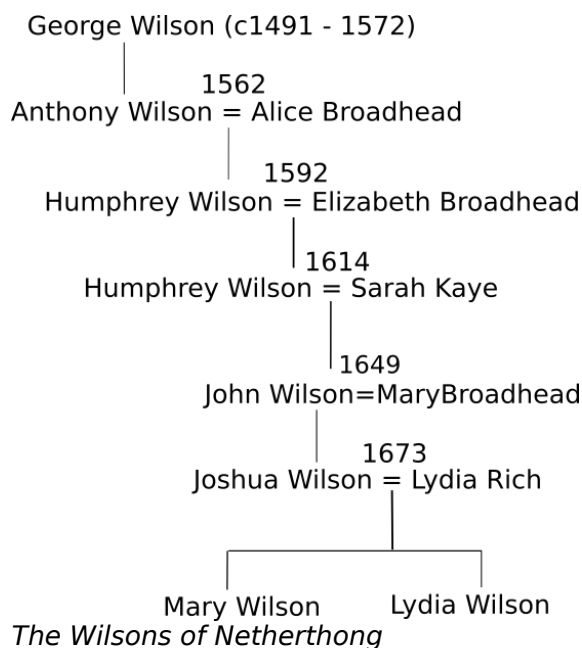 George Wilson (c1491 - 1572)
1562
Anthony Wilson = Alice Broadhead
1592
Humphrey Wilson = Elizabeth Broadhead
1614
Humphrey Wilson = Sarah Kaye
1649
John Wilson=MaryBroadhead
1673
Joshua Wilson = Lydia Rich
Mary Wilson Lydia Wilson
The Wilsons of Netherthong